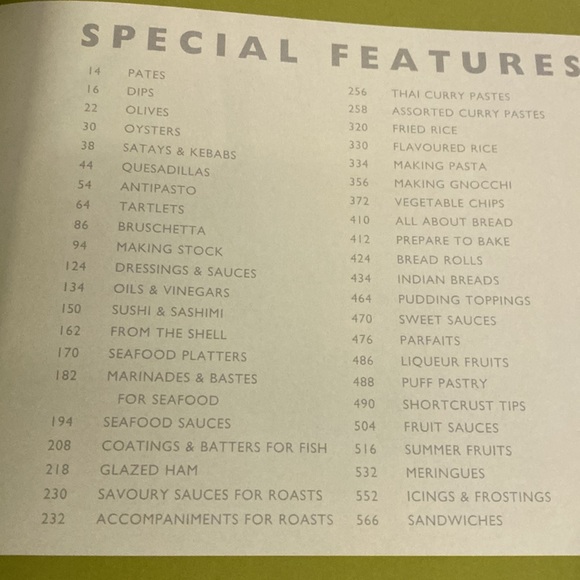 SPECIAL FEATURES
14 PATES
16 DIPS
22 OLIVES
30 OYSTERS
38 SATAYS & KEBABS
44 QUESADILLAS
54 ANTIPASTO
64 TARTLETS
86 BRUSCHETTA
94 MAKING STOCK
124 DRESSINGS & SAUCES
134 OILS & VINEGARS
150 SUSHI & SASHIMI
162 FROM THE SHELL
170 SEAFOOD PLATTERS
182 MARINADES & BASTES
FOR SEAFOOD
194 SEAFOOD SAUCES
208 COATINGS & BATTERS FOR FISH
218 GLAZED HAM
230 SAVOURY SAUCES FOR ROASTS
232 ACCOMPANIMENTS FOR ROASTS
256 THAI CURRY PASTES
258 ASSORTED CURRY PASTES
320 FRIED RICE
330 FLAVOURED RICE
334 MAKING PASTA
356 MAKING GNOCCHI
372 VEGETABLE CHIPS
410 ALL ABOUT BREAD
412 PREPARE TO BAKE
424 BREAD ROLLS
434 INDIAN BREADS
464 PUDDING TOPPINGS
470 SWEET SAUCES
476 PARFAITS
486 LIQUEUR FRUITS
488 PUFF PASTRY
490 SHORTCRUST TIPS
504 FRUIT SAUCES
516 SUMMER FRUITS
532 MERINGUES
552 ICINGS & FROSTINGS
566 SANDWICHES